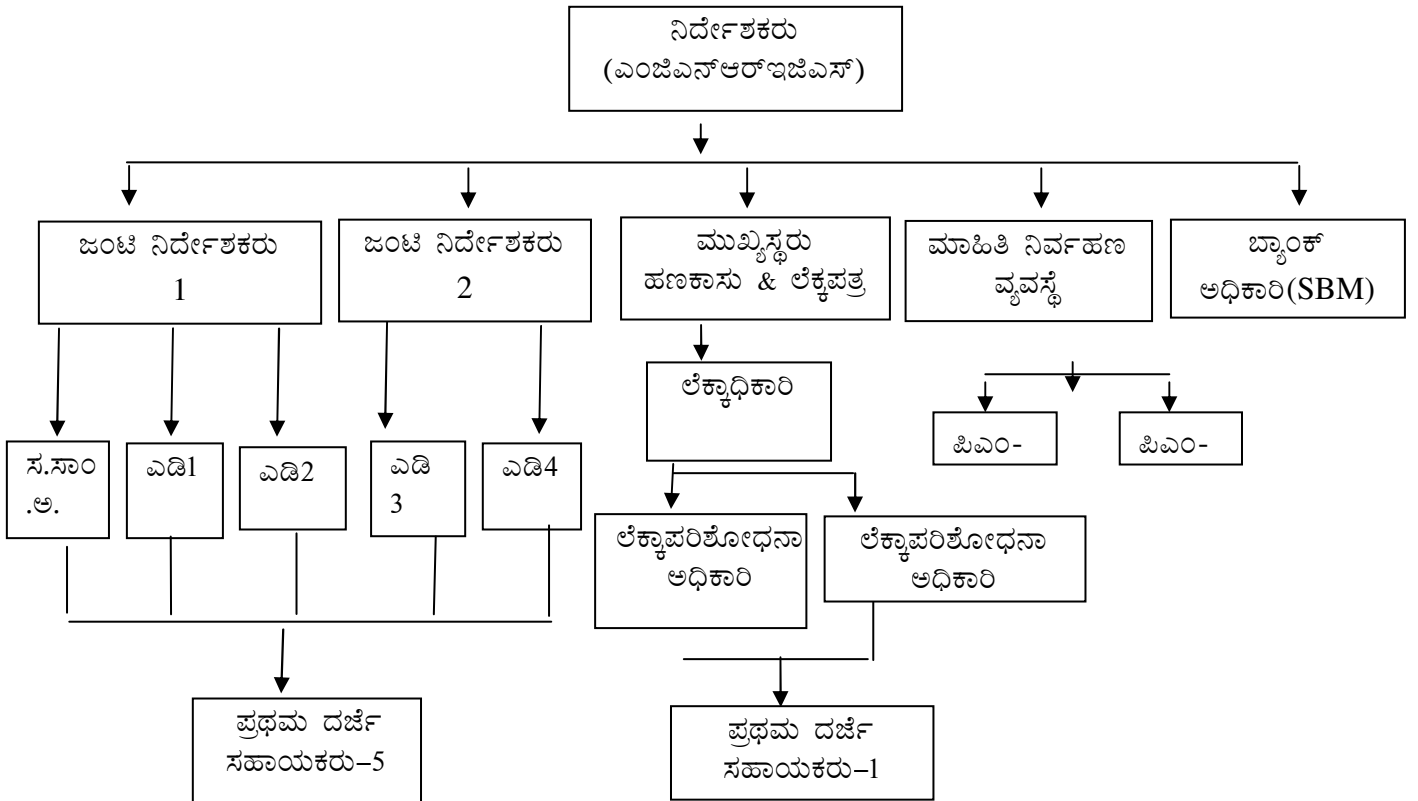 ನಿರ್ದೇಶಕರು
(ಎಂಜಿಎನ್‌ಆರ್‌ಇಜಿಎಸ್)
ಜಂಟಿ ನಿರ್ದೇಶಕರು
1
ಜಂಟಿ ನಿರ್ದೇಶಕರು
2
ಮುಖ್ಯಸ್ಥರು
ಹಣಕಾಸು & ಲೆಕ್ಕಪತ್ರ
ಮಾಹಿತಿ ನಿರ್ವಹಣ
ವ್ಯವಸ್ಥೆ
ಬ್ಯಾಂಕ್
ಅಧಿಕಾರಿ(SBM)
ಲೆಕ್ಕಾಧಿಕಾರಿ
ಸ.ಸಾಂ
.ಅ.
ಎಡಿ1
ಎಡಿ2
ಎಡಿ
3
ಎಡಿ4
ಪಿಎಂ-
ಪಿಎಂ-
ಲೆಕ್ಕಾಪರಿಶೋಧನಾ
ಅಧಿಕಾರಿ
ಲೆಕ್ಕಾಪರಿಶೋಧನಾ
ಅಧಿಕಾರಿ
ಪ್ರಥಮ ದರ್ಜೆ
ಸಹಾಯಕರು–5
ಪ್ರಥಮ ದರ್ಜೆ
ಸಹಾಯಕರು–1